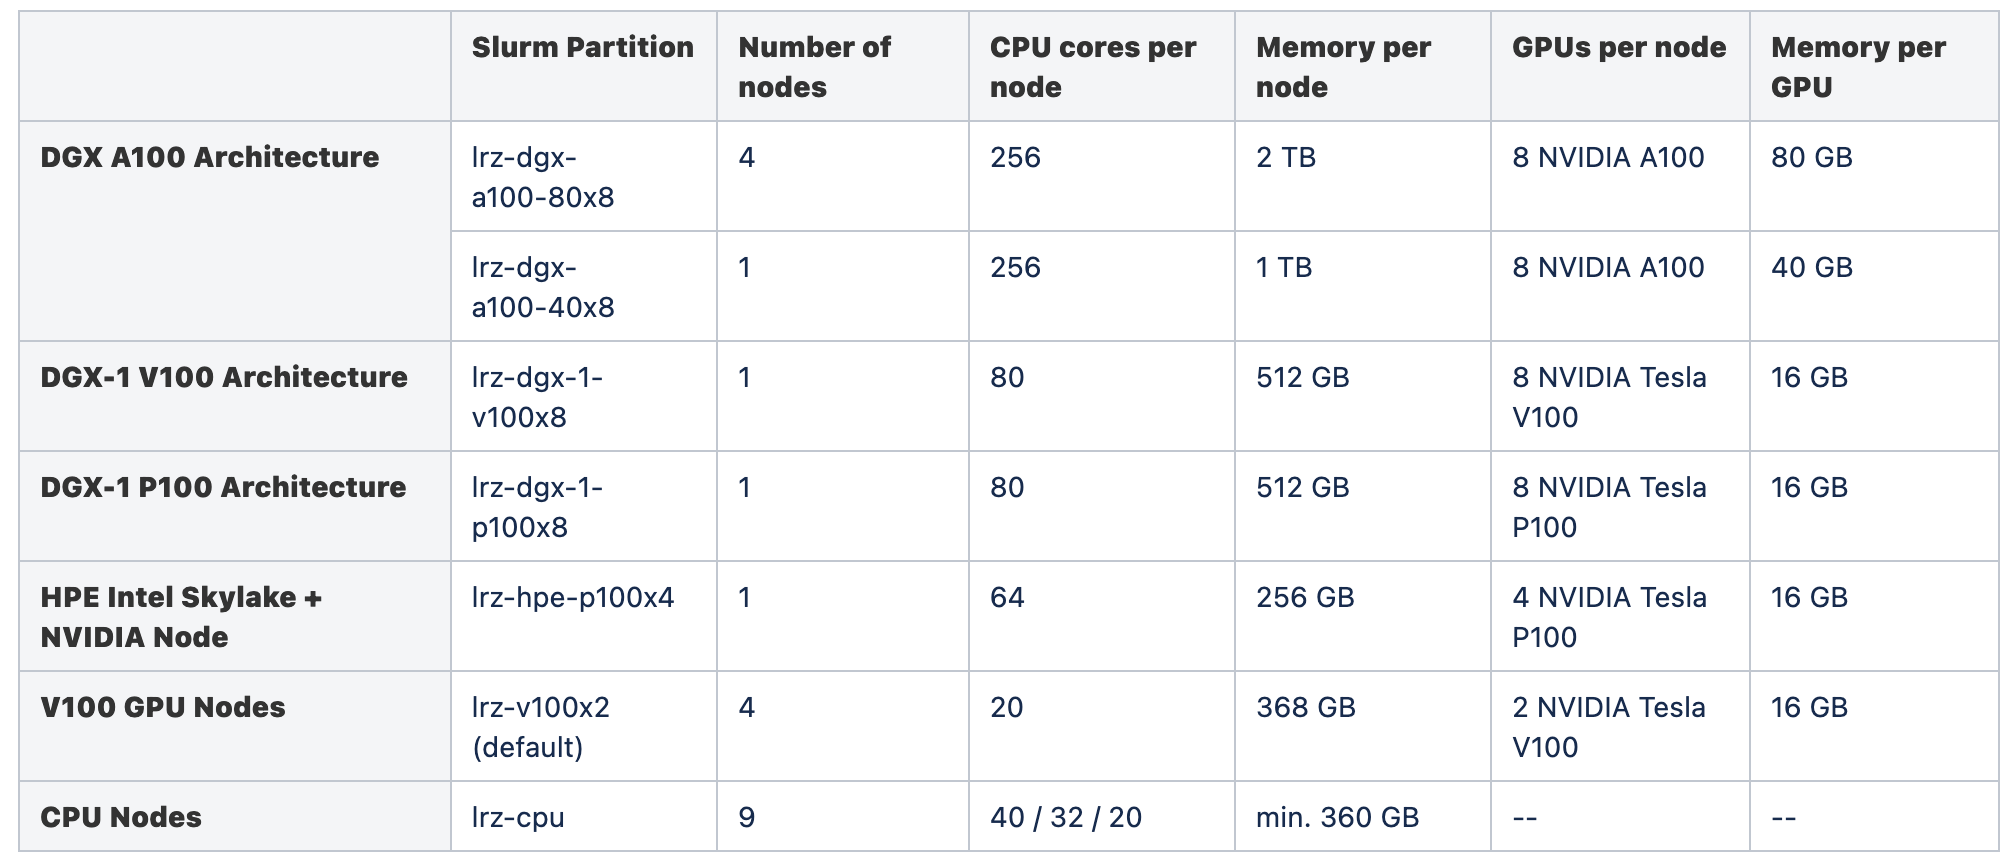 Slurm Partition
Number of
nodes
CPU cores per
node
Memory per
node
GPUs per node
Memory per
GPU
DGX A100 Architecture
lrz-dgx-
a100-80x8
4
256
2 TB
8 NVIDIA A100
80 GB
lrz-dgx-
a100-40x8
1
256
1 TB
8 NVIDIA A100
40 GB
DGX-1 V100 Architecture
lrz-dgx-1-
v100x8
1
80
512 GB
8 NVIDIA Tesla
V100
16 GB
DGX-1 P100 Architecture
lrz-dgx-1-
p100x8
1
80
512 GB
8 NVIDIA Tesla
P100
16 GB
HPE Intel Skylake +
NVIDIA Node
lrz-hpe-p100x4
1
64
256 GB
4 NVIDIA Tesla
P100
16 GB
V100 GPU Nodes
lrz-v100x2
(default)
4
20
368 GB
2 NVIDIA Tesla
V100
16 GB
CPU Nodes
lrz-cpu
9
40 / 32 / 20
min. 360 GB
--
--